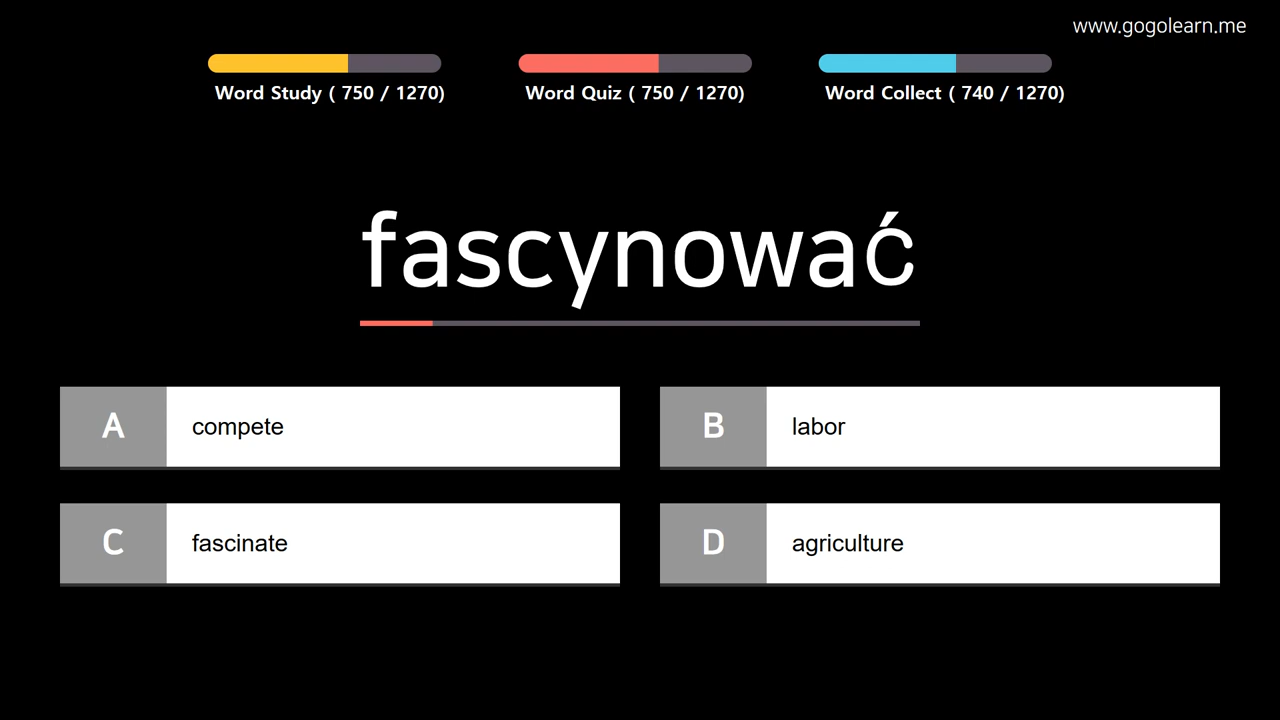 www.gogolearn.me
Word Study ( 750 / 1270)
Word Quiz ( 750 / 1270)
Word Collect ( 740 / 1270)
fascynować
A compete
B labor
C fascinate
D agriculture